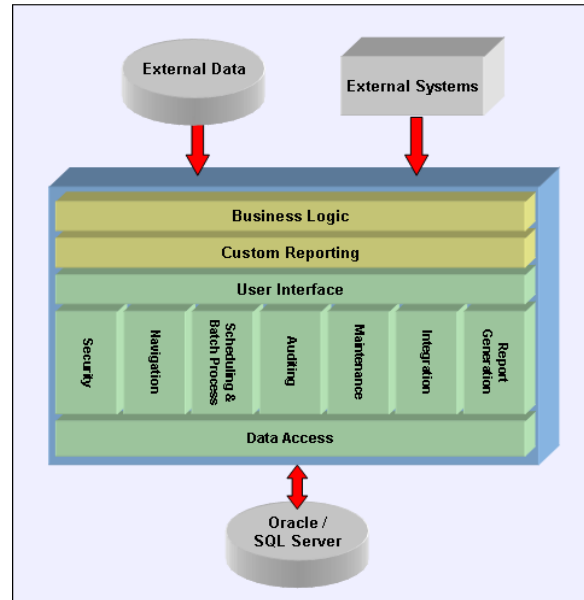 External Data
External Systems
Business Logic
Custom Reporting
User Interface
Security
Navigation
Scheduling &
Batch Process
Auditing
Maintenance
Integration
Report
Generation
Data Access
Oracle /
SQL Server